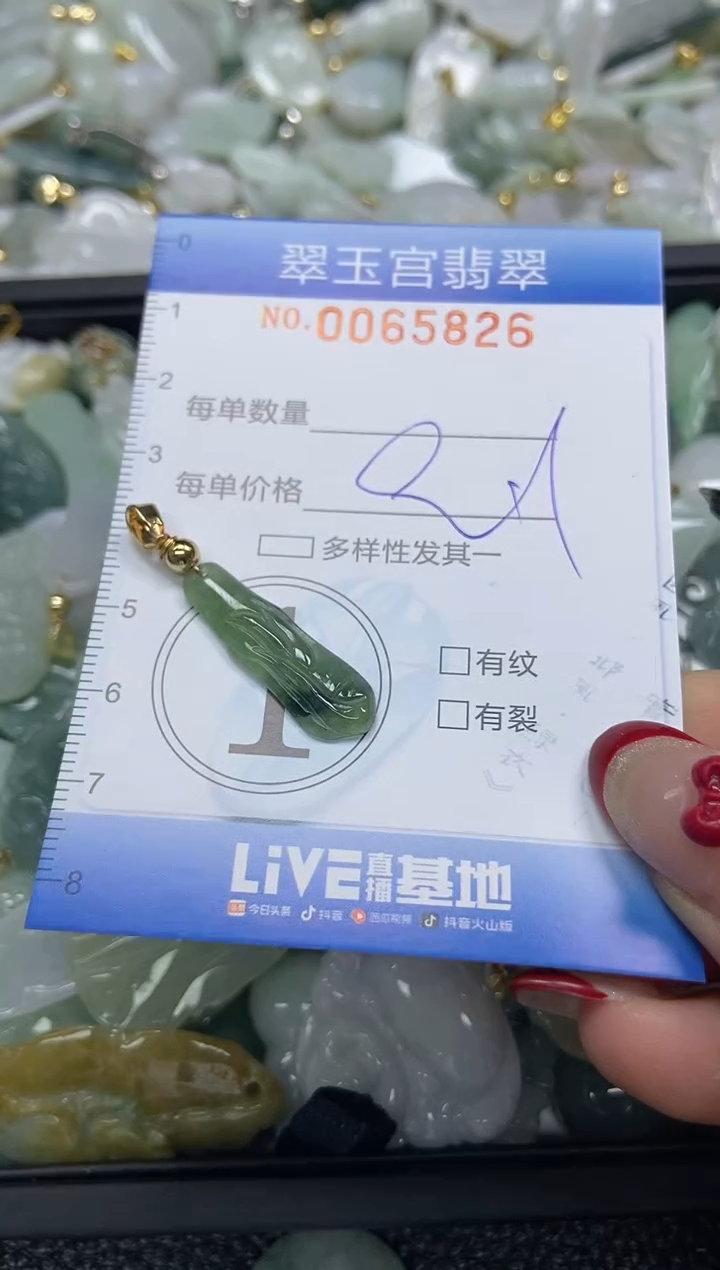 0
翠玉宫翡翠
1
NO.0065826
2
每单数量
3
每单价格
多样性发其一
5
1
6
有纹
有裂
7
8
LiVE直播基地
今日头条 抖音 西瓜视频 抖音火山版